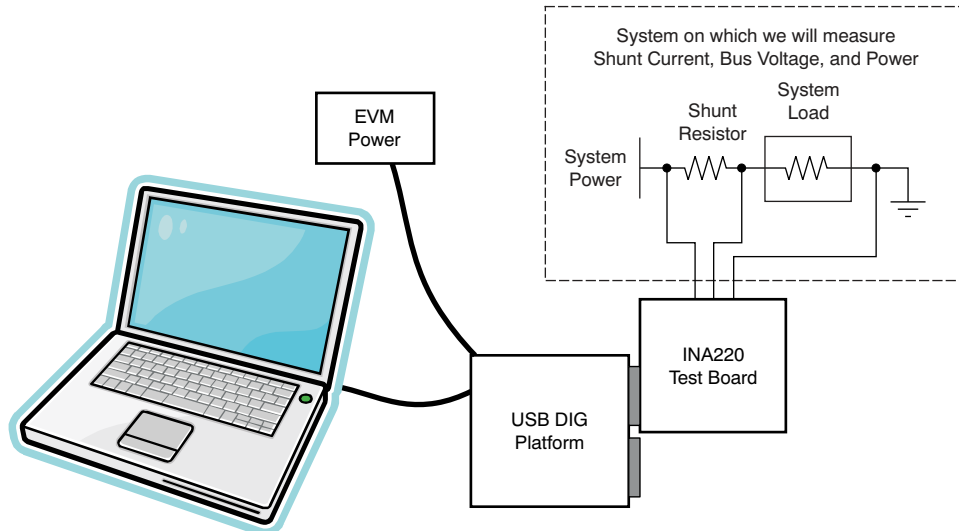 System on which we will measure
Shunt Current, Bus Voltage, and Power
EVM
Power
System
Load
Shunt
Resistor
System
Power
INA220
Test Board
USB DIG
Platform